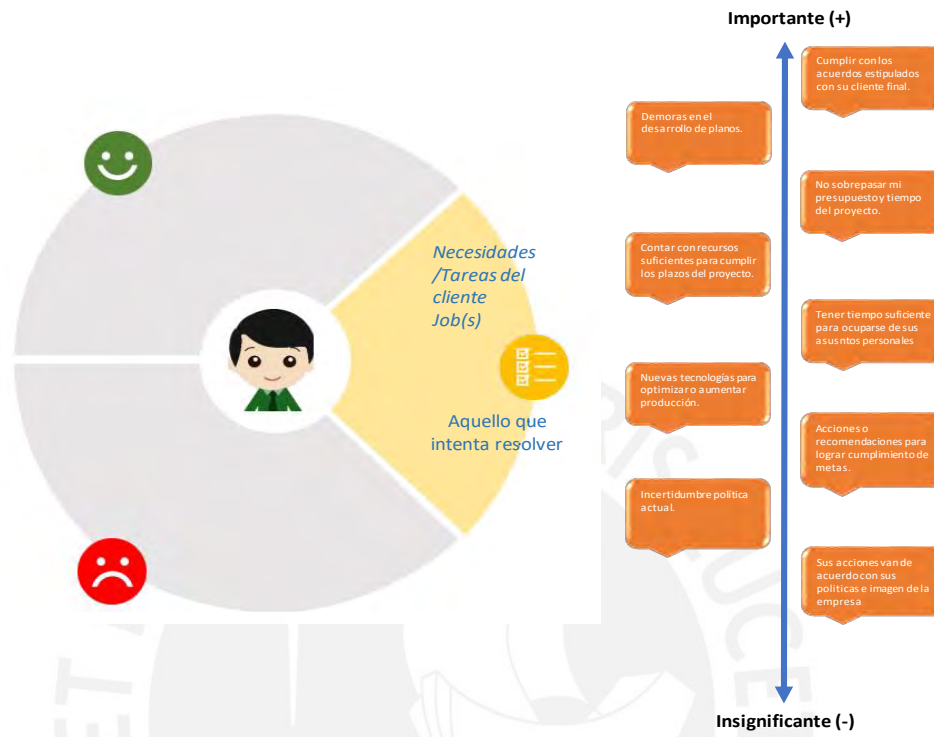 Importante (+)
Cumplir con los
acuerdos estipulados
con su cliente final.
Demoras en el
desarrollo de planos.
No sobrepasar mi
presupuesto y tiempo
del proyecto.
Necesidades
/Tareas del
cliente
Job(s)
Contar con recursos
suficientes para cumplir
los plazos del proyecto.
Tener tiempo suficiente
para ocuparse de sus
asusntos personales
Nuevas tecnologías para
optimizar o aumentar
producción.
Aquello que
intenta resolver
Acciones o
recomendaciones para
lograr cumplimiento de
metas.
Incertidumbre política
actual.
Sus acciones van de
acuerdo con sus
politicas e imagen de la
empresa
Insignificante (-)